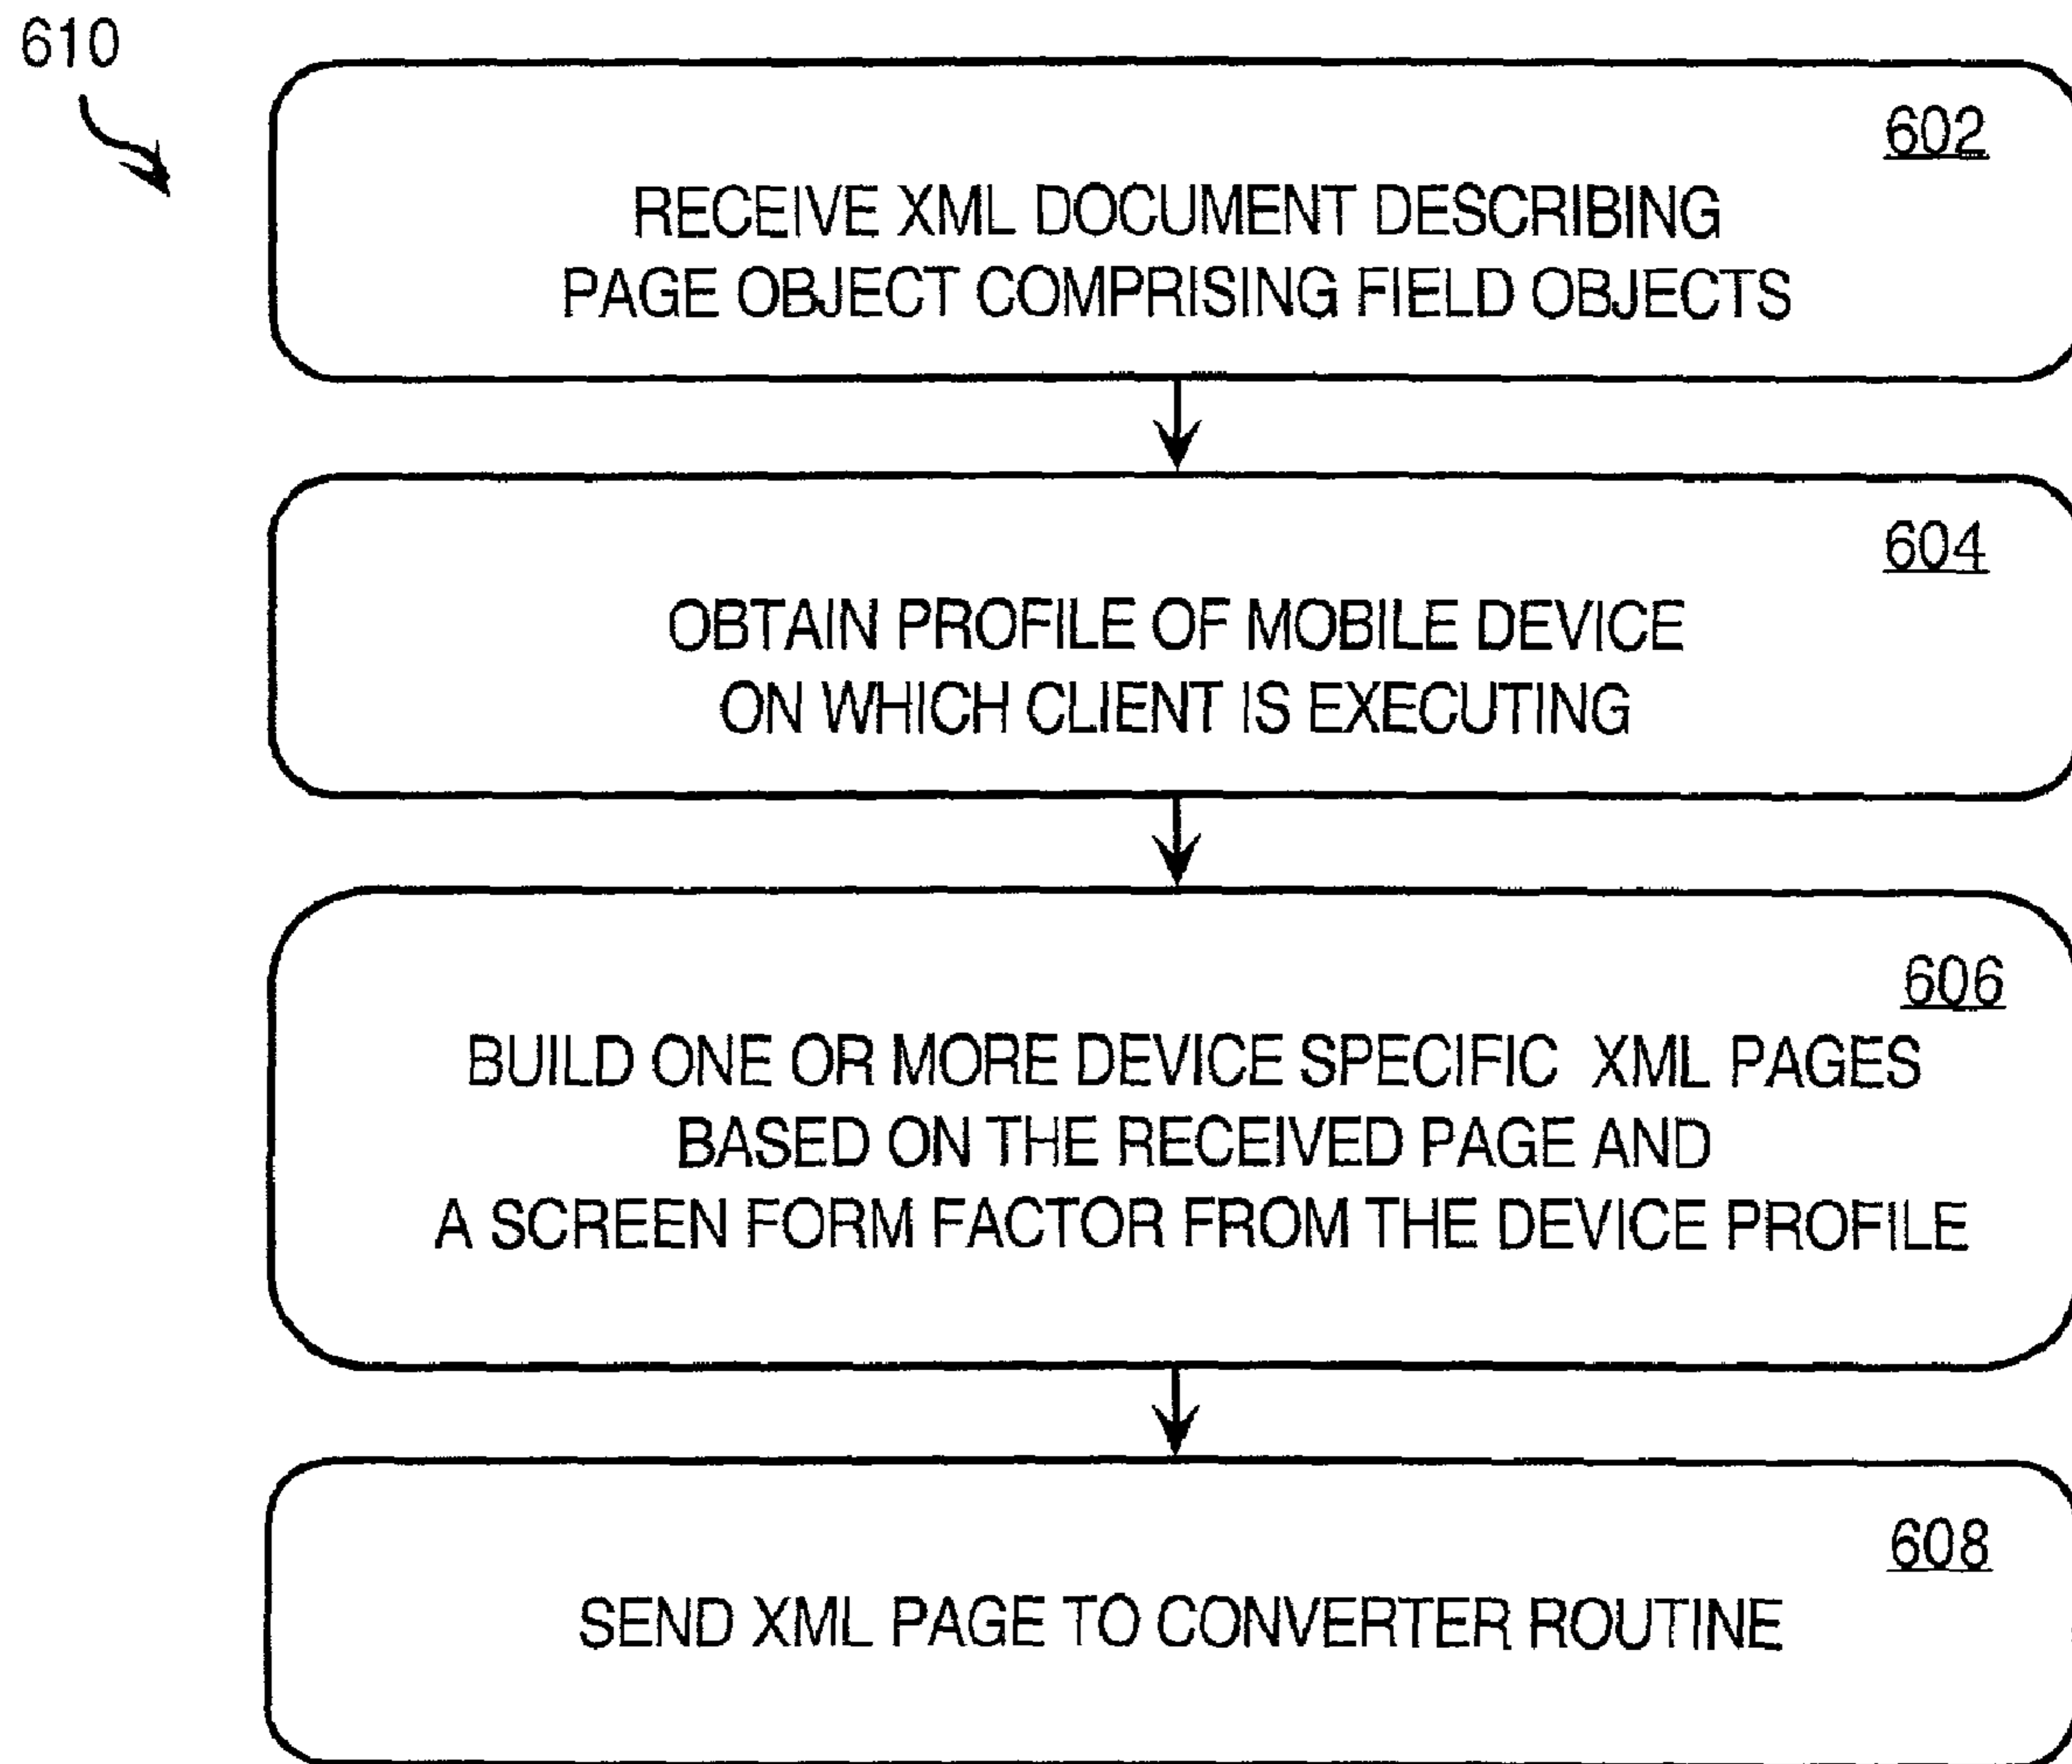 610
602
RECEIVE XML DOCUMENT DESCRIBING
PAGE OBJECT COMPRISING FIELD OBJECTS
604
OBTAIN PROFILE OF MOBILE DEVICE
ON WHICH CLIENT IS EXECUTING
606
BUILD ONE OR MORE DEVICE SPECIFIC XML PAGES
BASED ON THE RECEIVED PAGE AND
A SCREEN FORM FACTOR FROM THE DEVICE PROFILE
608
SEND XML PAGE TO CONVERTER ROUTINE